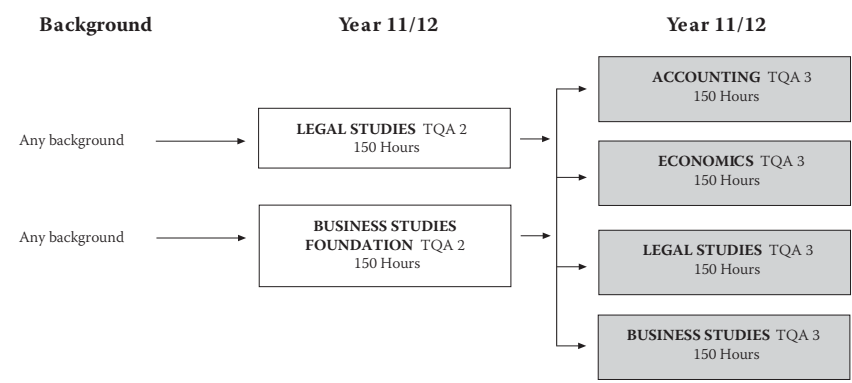 Background
Year 11/12
Year 11/12
Any background
LEGAL STUDIES TQA 2
150 Hours
Any background
BUSINESS STUDIES
FOUNDATION TQA 2
150 Hours
ACCOUNTING TQA 3
150 Hours
ECONOMICS TQA 3
150 Hours
LEGAL STUDIES TQA 3
150 Hours
BUSINESS STUDIES TQA 3
150 Hours